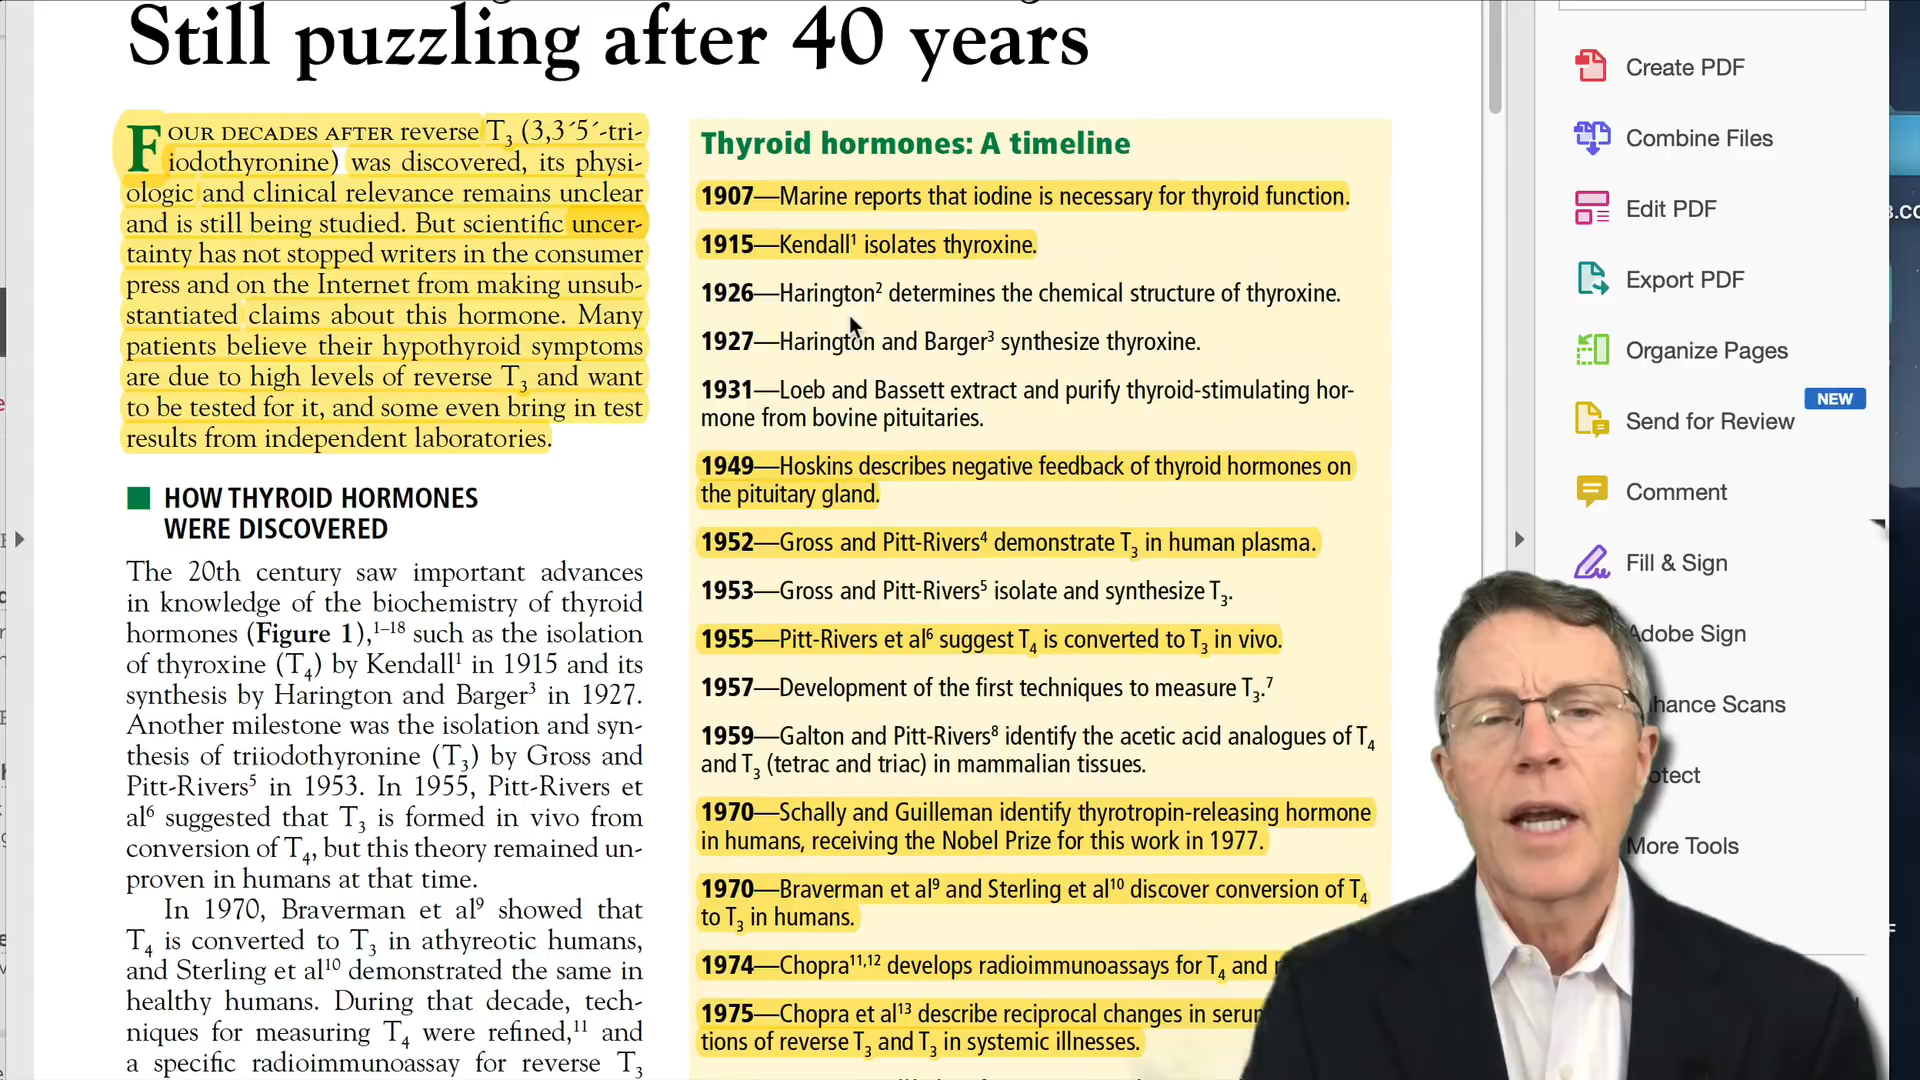 Still puzzling after 40 years
FOUR DECADES AFTER reverse T3 (3,3´5´-tri-
iodothyronine) was discovered, its physi-
ologic and clinical relevance remains unclear
and is still being studied. But scientific uncer-
tainty has not stopped writers in the consumer
press and on the Internet from making unsub-
stantiated claims about this hormone. Many
patients believe their hypothyroid symptoms
are due to high levels of reverse T3 and want
to be tested for it, and some even bring in test
results from independent laboratories.
HOW THYROID HORMONES
WERE DISCOVERED
The 20th century saw important advances
in knowledge of the biochemistry of thyroid
hormones (Figure 1),1–18 such as the isolation
of thyroxine (T4) by Kendall1 in 1915 and its
synthesis by Harington and Barger3 in 1927.
Another milestone was the isolation and syn-
thesis of triiodothyronine (T3) by Gross and
Pitt-Rivers5 in 1953. In 1955, Pitt-Rivers et
al6 suggested that T3 is formed in vivo from
conversion of T4, but this theory remained un-
proven in humans at that time.
In 1970, Braverman et al9 showed that
T4 is converted to T3 in athyreotic humans,
and Sterling et al10 demonstrated the same in
healthy humans. During that decade, tech-
niques for measuring T4 were refined,11 and
a specific radioimmunoassay for reverse T3
Thyroid hormones: A timeline
1907—Marine reports that iodine is necessary for thyroid function.
1915—Kendall1 isolates thyroxine.
1926—Harington2 determines the chemical structure of thyroxine.
1927—Harington and Barger3 synthesize thyroxine.
1931—Loeb and Bassett extract and purify thyroid-stimulating hor-
mone from bovine pituitaries.
1949—Hoskins describes negative feedback of thyroid hormones on
the pituitary gland.
1952—Gross and Pitt-Rivers4 demonstrate T3 in human plasma.
1953—Gross and Pitt-Rivers5 isolate and synthesize T3.
1955—Pitt-Rivers et al6 suggest T4 is converted to T3 in vivo.
1957—Development of the first techniques to measure T3.7
1959—Galton and Pitt-Rivers8 identify the acetic acid analogues of T4
and T3 (tetrac and triac) in mammalian tissues.
1970—Schally and Guilleman identify thyrotropin-releasing hormone
in humans, receiving the Nobel Prize for this work in 1977.
1970—Braverman et al9 and Sterling et al10 discover conversion of T4
to T3 in humans.
1974—Chopra11,12 develops radioimmunoassays for T4 and
1975—Chopra et al13 describe reciprocal changes in
tions of reverse T3 and T3 in systemic illnesses.
Create PDF
Combine Files
Edit PDF
Export PDF
Organize Pages
NEW
Send for Review
Comment
Fill & Sign
Adobe Sign
hance Scans
otect
More Tools